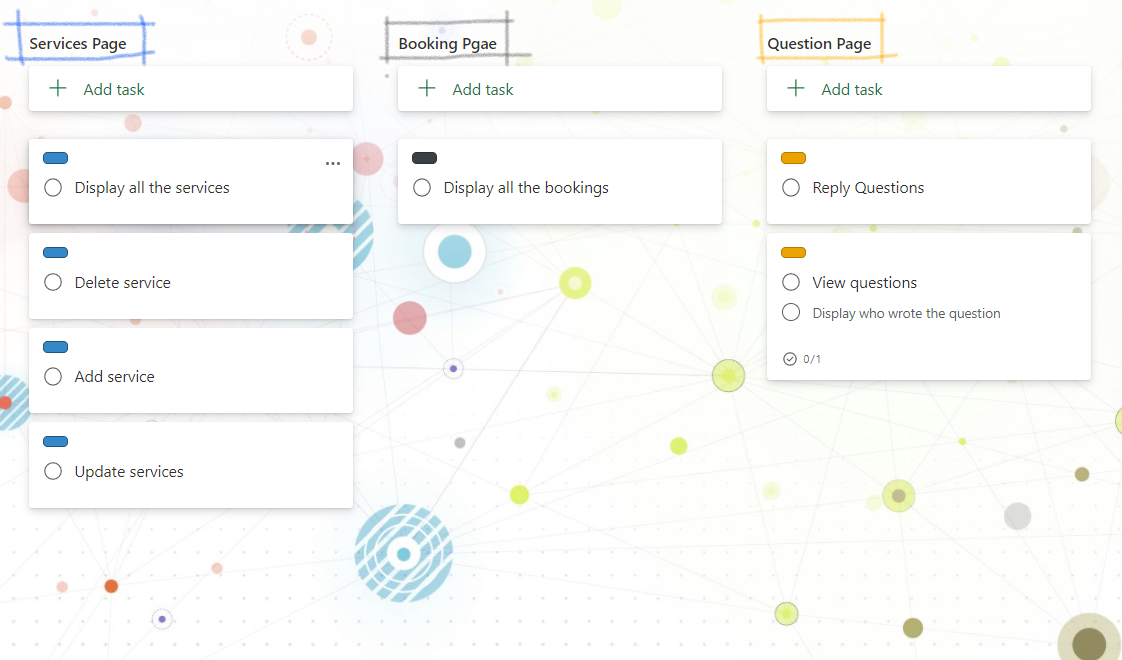 Services Page
Add task
Display all the services
Delete service
Add service
Update services
Booking Pgae
Add task
Display all the bookings
Question Page
Add task
Reply Questions
View questions
Display who wrote the question
0/1